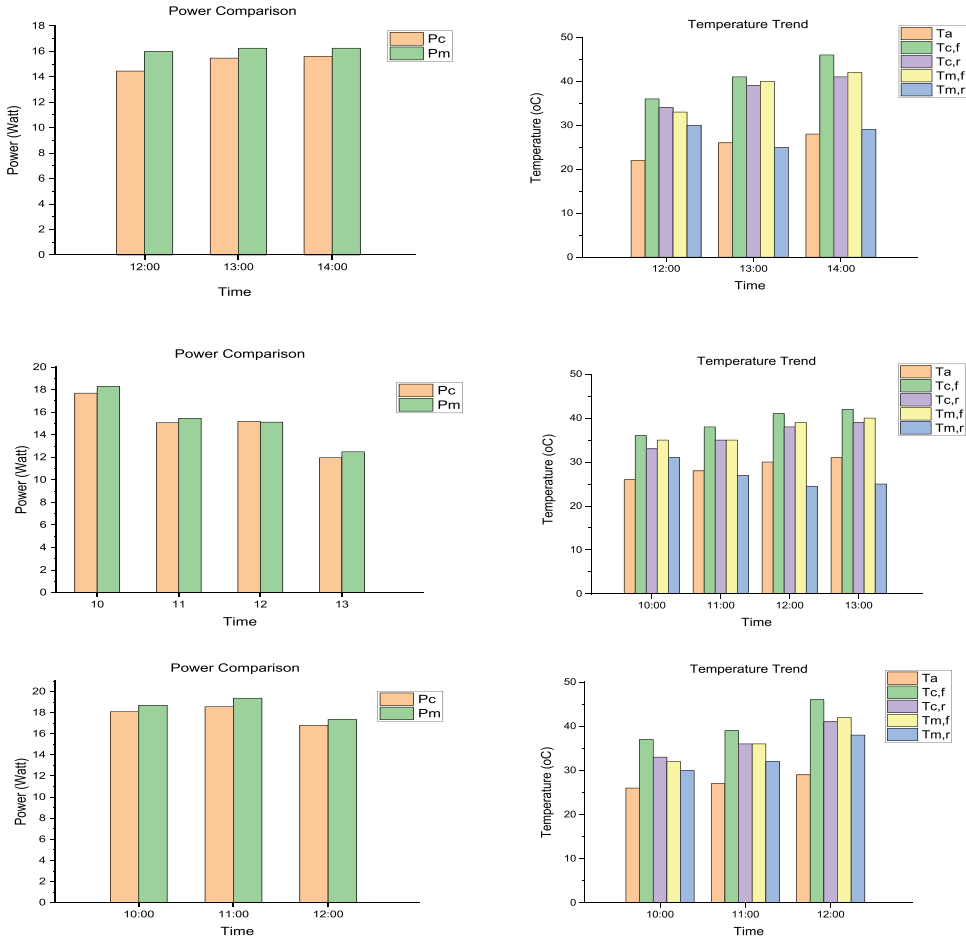 Power Comparison
18
16
14
12
10
8
6
4
2
0
Power (Watt)
12:00 13:00 14:00
Time
Pc
Pm
Temperature Trend
50
40
30
20
10
0
Temperature (oC)
12:00 13:00 14:00
Time
Ta
Tc,f
Tc,r
Tm,f
Tm,r
Power Comparison
20
18
16
14
12
10
8
6
4
2
0
Power (Watt)
10 11 12 13
Time
Pc
Pm
Temperature Trend
50
40
30
20
10
0
Temperature (oC)
10:00 11:00 12:00 13:00
Time
Ta
Tc,f
Tc,r
Tm,f
Tm,r
Power Comparison
20
18
16
14
12
10
8
6
4
2
0
Power (Watt)
10:00 11:00 12:00
Time
Pc
Pm
Temperature Trend
50
40
30
20
10
0
Temperature (oC)
10:00 11:00 12:00
Time
Ta
Tc,f
Tc,r
Tm,f
Tm,r